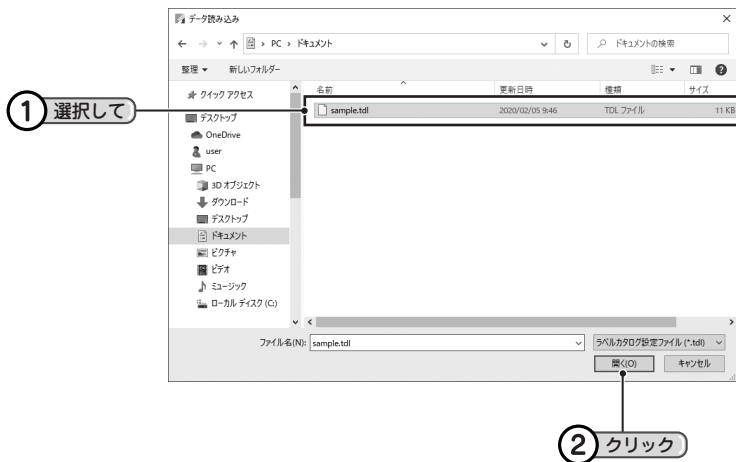 データ読み込み
PC › ドキュメント
ドキュメントの検索
整理 ▼ 新しいフォルダー
名前 更新日時 種類 サイズ
クイック アクセス
① 選択して
sample.tdl 2020/02/05 9:46 TDL ファイル 11 KB
デスクトップ
OneDrive
user
PC
3D オブジェクト
ダウンロード
デスクトップ
ドキュメント
ピクチャ
ビデオ
ミュージック
ローカル ディスク (C:)
ファイル名(N): sample.tdl ラベルカタログ設定ファイル (*.tdl)
開く(O) キャンセル
② クリック